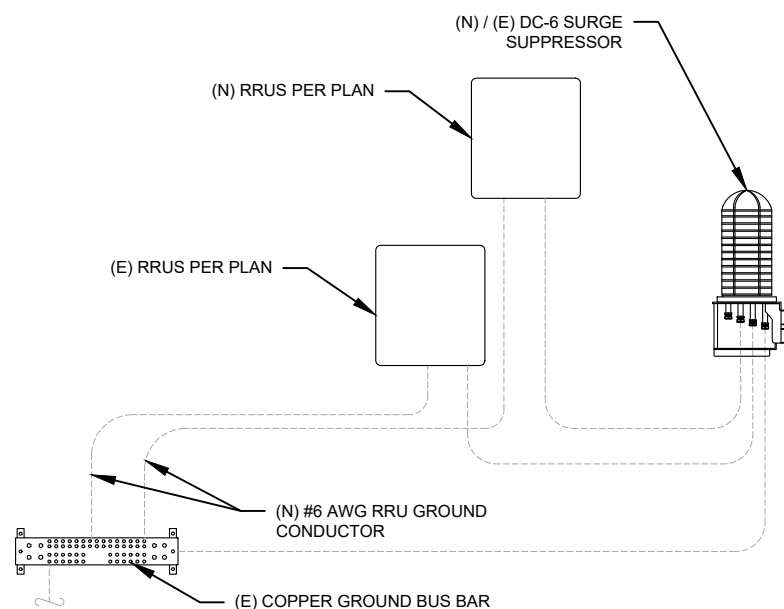 (N) / (E) DC-6 SURGE
SUPPRESSOR
(N) RRUS PER PLAN
(E) RRUS PER PLAN
(N) #6 AWG RRU GROUND
CONDUCTOR
(E) COPPER GROUND BUS BAR